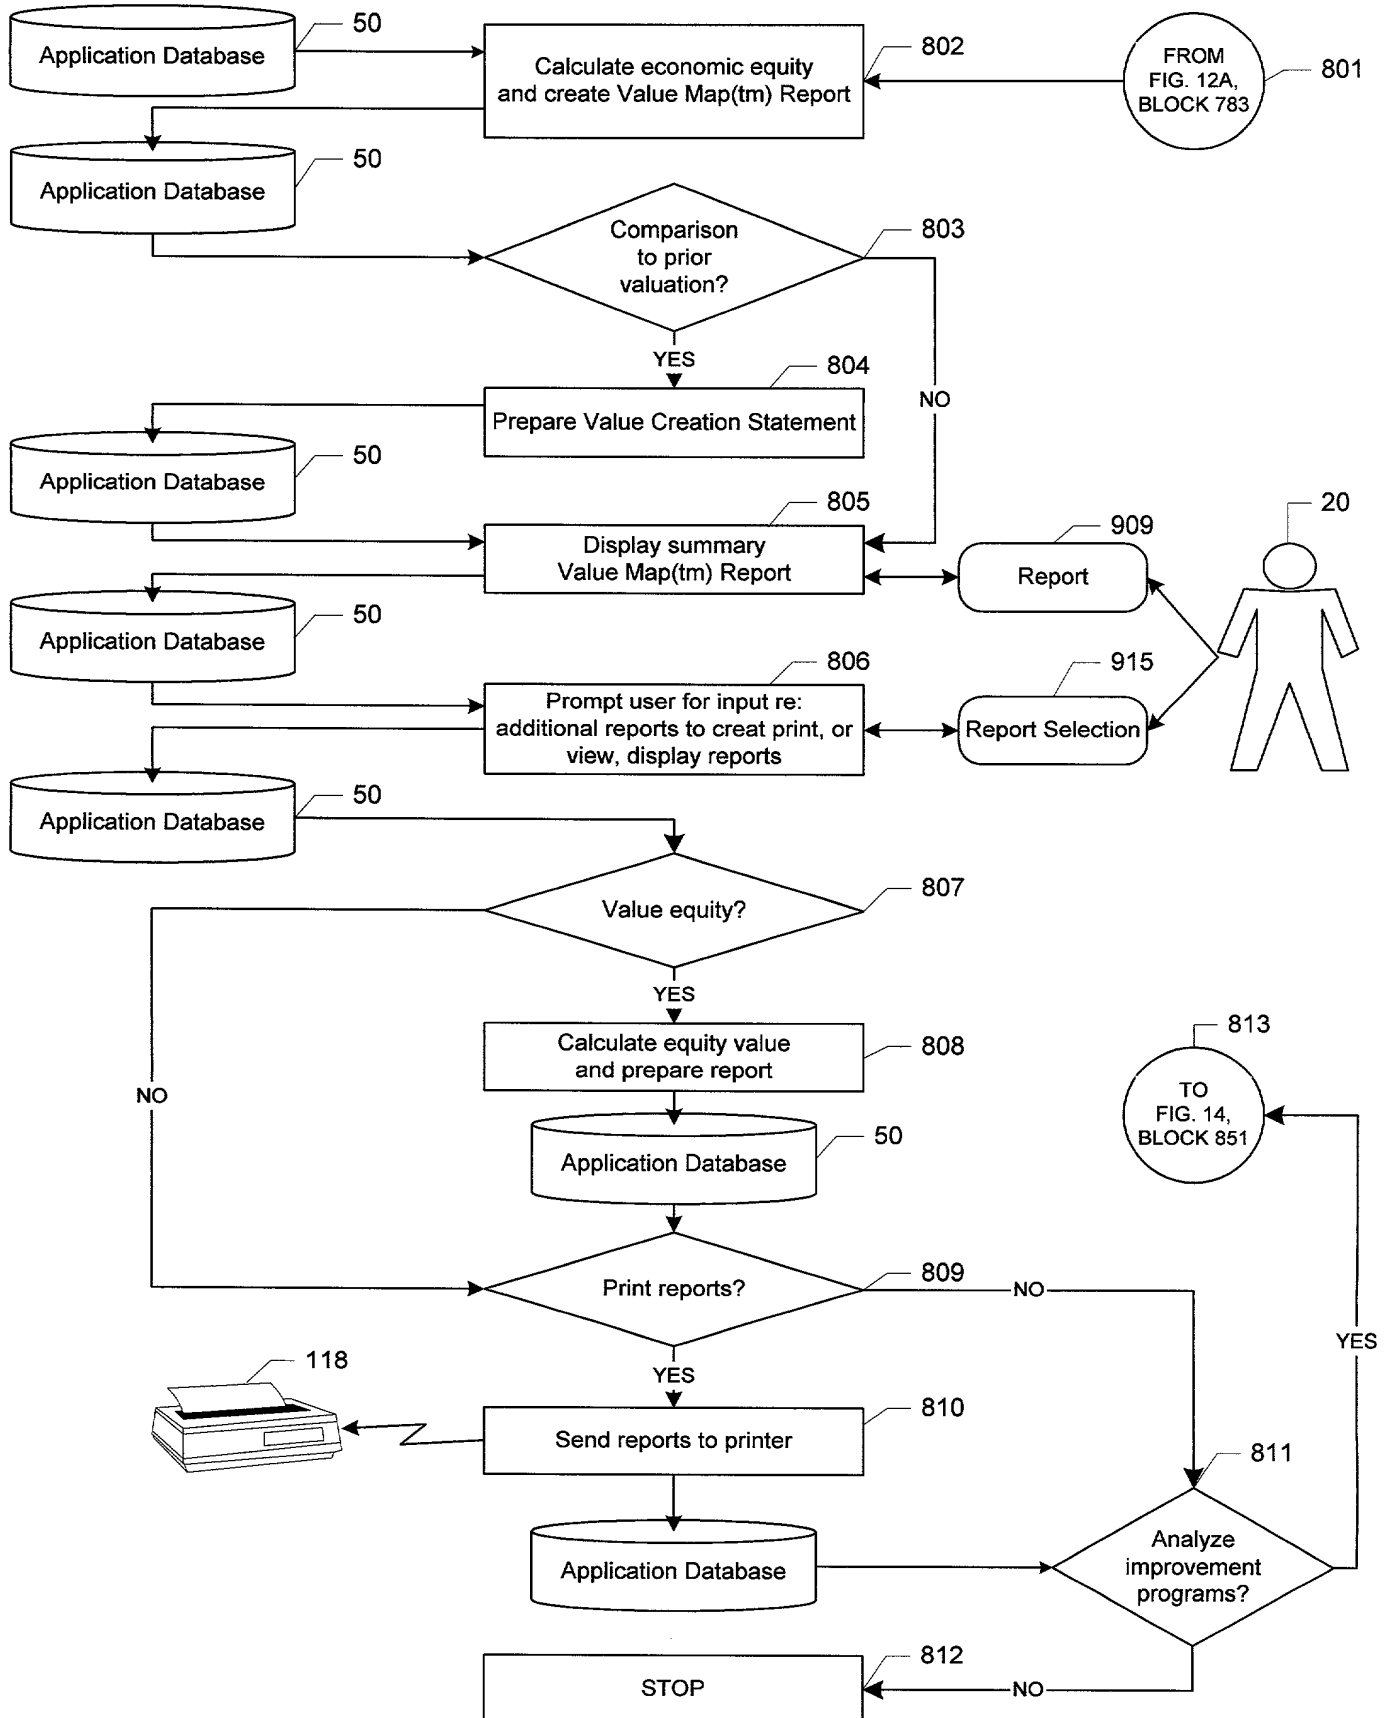 50
Application Database
802
Calculate economic equity
and create Value Map(tm) Report
FROM
FIG. 12A,
BLOCK 783
801
50
Application Database
Comparison
to prior
valuation?
803
YES
NO
804
Prepare Value Creation Statement
50
Application Database
805
Display summary
Value Map(tm) Report
909
Report
20
50
Application Database
806
Prompt user for input re:
additional reports to creat print, or
view, display reports
915
Report Selection
50
Application Database
807
Value equity?
YES
NO
Calculate equity value
and prepare report
808
813
TO
FIG. 14,
BLOCK 851
50
Application Database
Print reports?
809
NO
YES
YES
118
810
Send reports to printer
811
Analyze
improvement
programs?
Application Database
812
STOP
NO